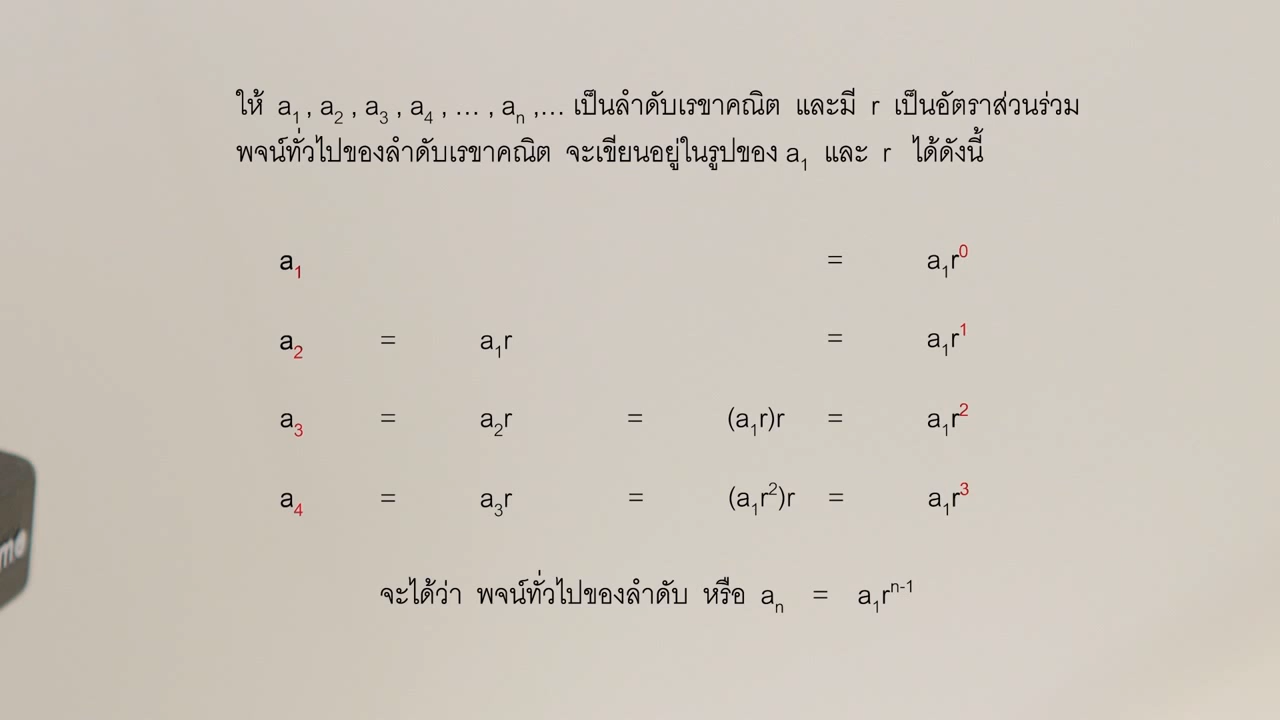 ให้ a₁ , a₂ , a₃ , a₄ , … , aₙ ,… เป็นลำดับเรขาคณิต และมี r เป็นอัตราส่วนร่วม
พจน์ทั่วไปของลำดับเรขาคณิต จะเขียนอยู่ในรูปของ a₁ และ r ได้ดังนี้
a₁ = a₁r⁰
a₂ = a₁r = a₁r¹
a₃ = a₂r = (a₁r)r = a₁r²
a₄ = a₃r = (a₁r²)r = a₁r³
จะได้ว่า พจน์ทั่วไปของลำดับ หรือ aₙ = a₁rⁿ⁻¹